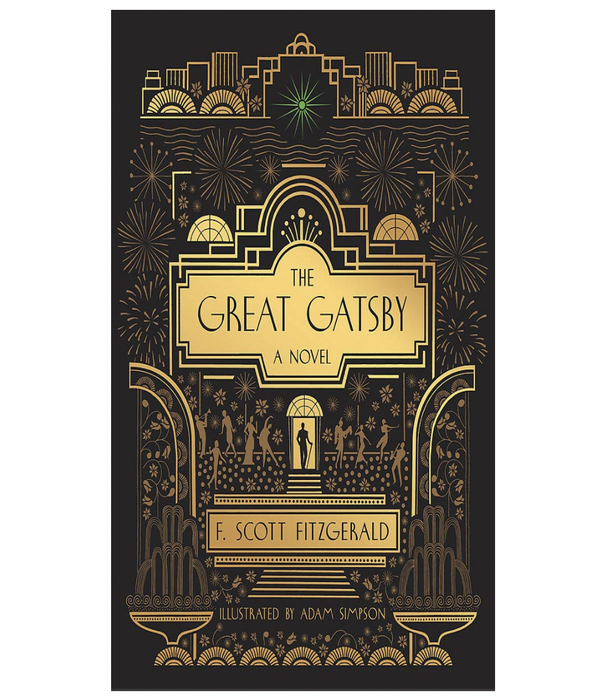 THE
GREAT GATSBY
A NOVEL
F. SCOTT FITZGERALD
ILLUSTRATED BY ADAM SIMPSON